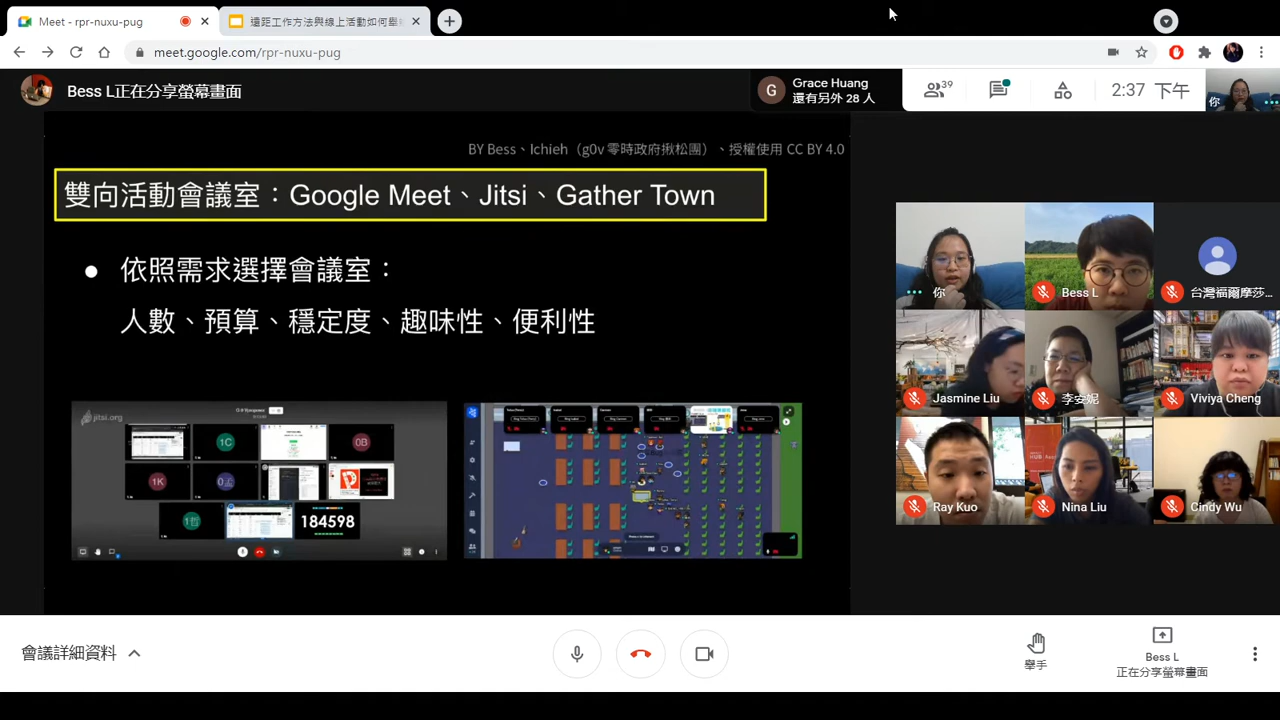 Meet - rpr-nuxu-pug
遠距工作方法與線上活動如何舉
meet.google.com/rpr-nuxu-pug
Bess L正在分享螢幕畫面
G
Grace Huang
還有另外 28 人
39
2:37 下午
你
BY Bess、Ichieh（g0v 零時政府揪松團）、授權使用 CC BY 4.0
雙向活動會議室：Google Meet、Jitsi、Gather Town
依照需求選擇會議室：
人數、預算、穩定度、趣味性、便利性
jitsi.org
1C
0B
1K
0孟
184598
你
Bess L
台灣福爾摩莎...
Jasmine Liu
李安妮
Viviya Cheng
Ray Kuo
Nina Liu
Cindy Wu
會議詳細資料
舉手
Bess L
正在分享螢幕畫面